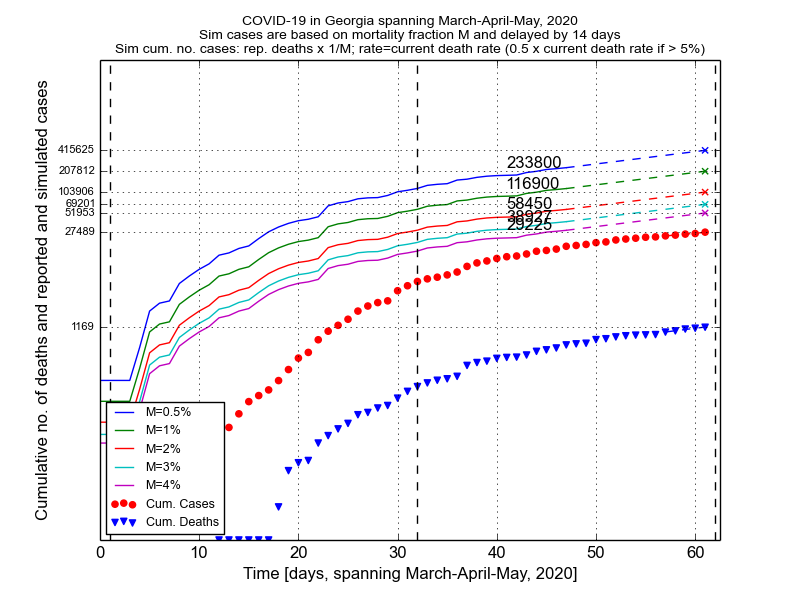 COVID-19 in Georgia spanning March-April-May, 2020
Sim cases are based on mortality fraction M and delayed by 14 days
Sim cum. no. cases: rep. deaths x 1/M; rate=current death rate (0.5 x current death rate if > 5%)
Cumulative no. of deaths and reported and simulated cases
415625
207812
103906
69201
51953
27489
1169
233800
116900
58450
38927
29225
M=0.5%
M=1%
M=2%
M=3%
M=4%
Cum. Cases
Cum. Deaths
0 10 20 30 40 50 60
Time [days, spanning March-April-May, 2020]